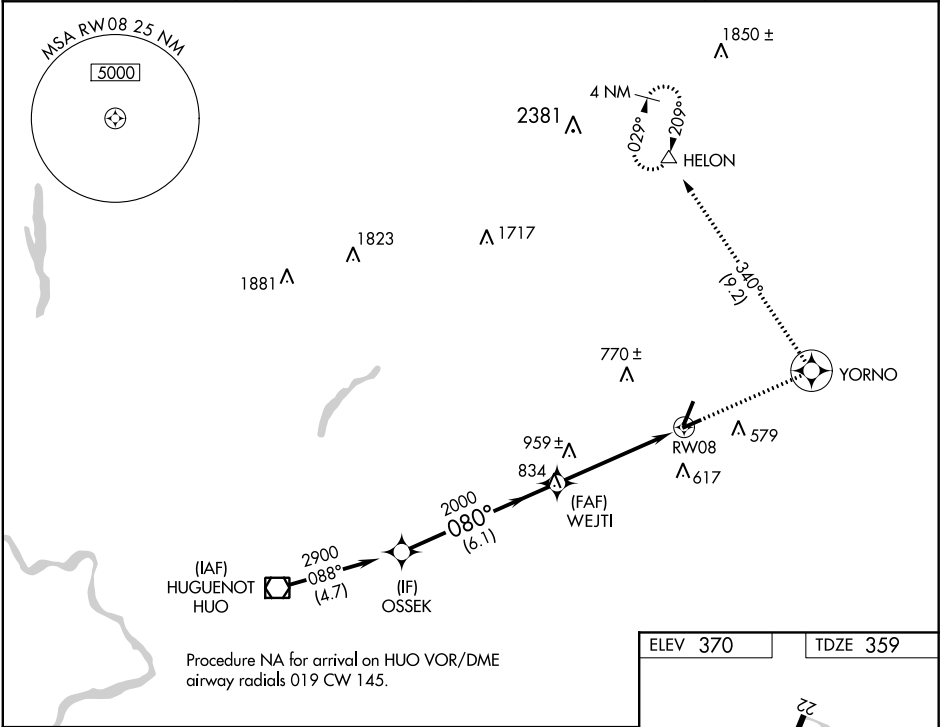 MSA RW08 25 NM
5000
1850 ±
4 NM
2381
029°
209°
HELON
1823
1717
1881
340°
(9.2)
770 ±
YORNO
959 ±
579
RW08
834
617
(FAF)
WEJTI
2000
080°
(6.1)
(IAF)
HUGUENOT
HUO
2900
088°
(4.7)
(IF)
OSSEK
Procedure NA for arrival on HUO VOR/DME
airway radials 019 CW 145.
ELEV 370
TDZE 359
22